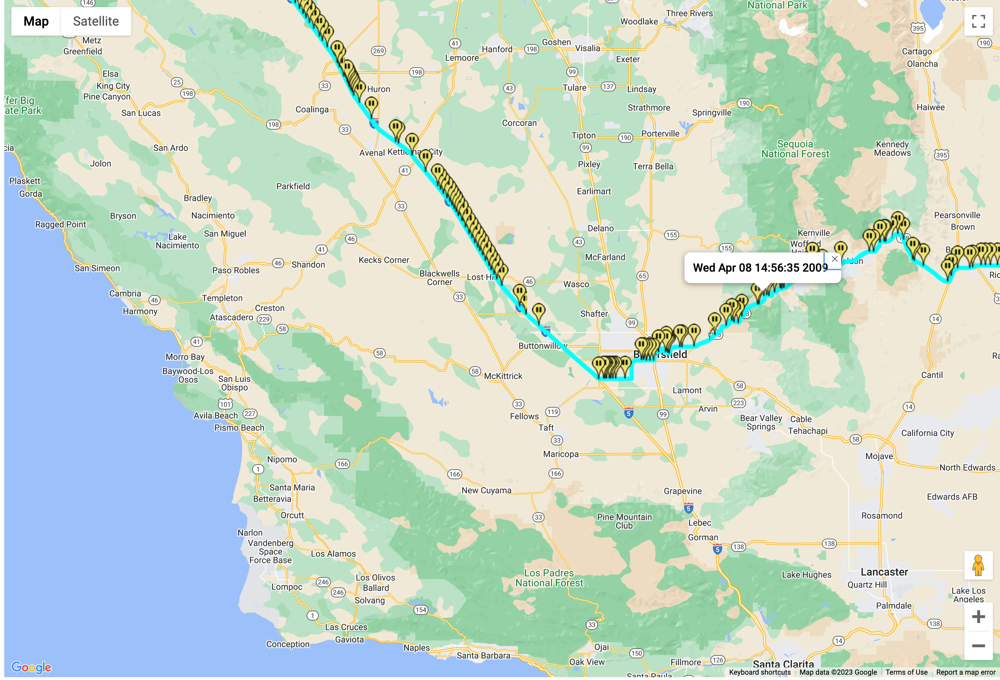 146
Map
Satellite
National Park
Three Rivers
Woodlake
395
190
Metz
Greenfield
41
269
Hanford
198
Goshen
Visalia
Lemoore
Exeter
Cartago
Olancha
Elsa
King City
Pine Canyon
25
198
198
33
Huron
99
43
Tulare
137
Lindsay
ffer Big
ate Park
San Lucas
Coalinga
Strathmore
190
Springville
Haiwee
198
33
Corcoran
Tipton
190
Porterville
cia
San Ardo
Avenal
City
99
Sequoia
National Forest
Kennedy
Meadows
395
Jolon
41
Pixley
Terra Bella
Plaskett
Gorda
Parkfield
Earlimart
Bradley
33
Bryson
Nacimiento
Pearsonville
Brown
Ragged Point
San Miguel
Delano
Lake
Nacimiento
46
41
43
155
155
Kernville
46
Shandon
Kecks Corner
McFarland
San Simeon
Paso Robles
Blackwells
Corner
46
Wasco
65
Wed Apr 08 14:56:35 2009
Cambria
46
Templeton
33
Harmony
Creston
Atascadero
229
Shafter
99
14
58
41
Buttonwillow
58
Morro Bay
Baywood-Los
Osos
San Luis
Obispo
58
McKittrick
Cantil
101
33
119
Lamont
58
223
Avila Beach
227
Fellows
5
99
Arvin
14
Pismo Beach
Taft
Bear Valley
Springs
Cable
Tehachapi
California City
33
Maricopa
58
Mojave
Nipomo
1
166
166
166
North Edwards
Santa Maria
Betteravia
New Cuyama
Grapevine
Edwards AFB
Orcutt
33
5
Pine Mountain
Club
Lebec
Rosamond
Narlon
Gorman
Vandenberg
Space
Force Base
Los Alamos
5
138
138
Los Padres
National Forest
Lake Hughes
Lancaster
Quartz Hill
246
246
Los Olivos
Ballard
Lompoc
Solvang
Lake Los
Angeles
Palmdale
154
1
Las Cruces
33
138
Conception
Gaviota
Naples
Santa Barbara
Ojai
Oak View
150
14
Fillmore
126
Santa Clarita
Santa Paula
Google
Keyboard shortcuts
Map data ©2023 Google
Terms of Use
Report a map error